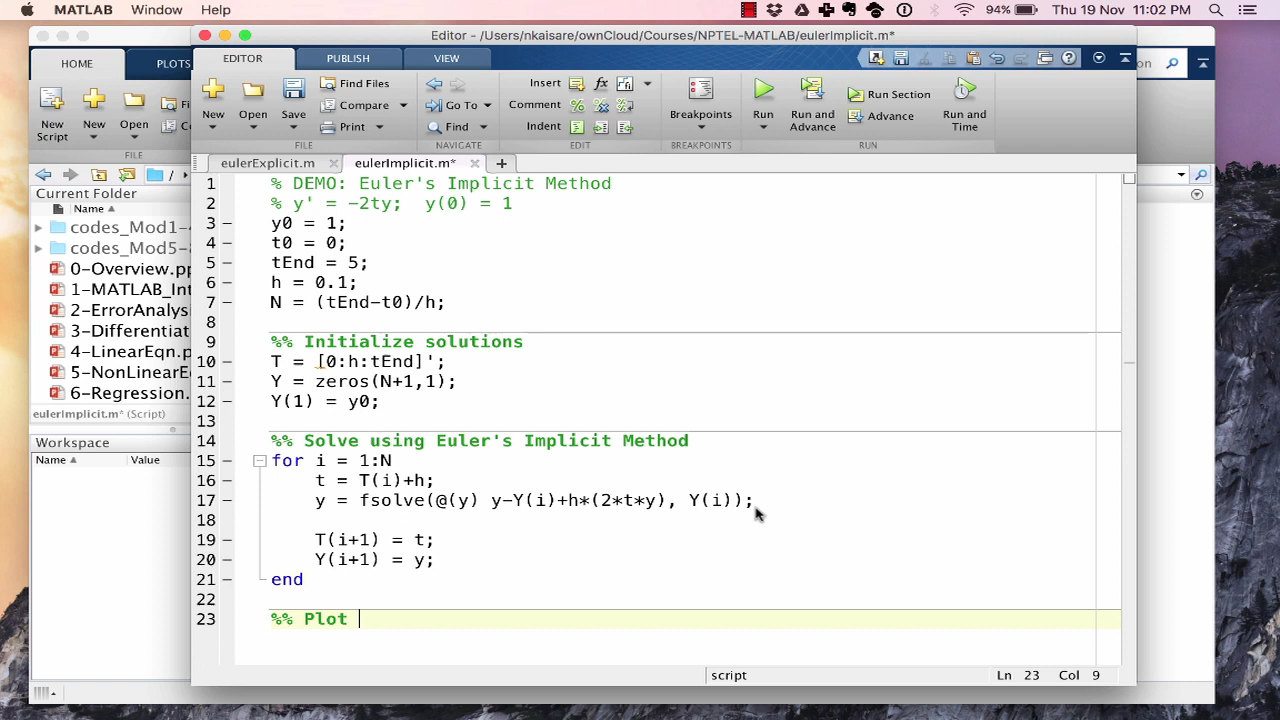 MATLAB Window Help 94% Thu 19 Nov 11:02 PM
Editor - /Users/nkaisare/ownCloud/Courses/NPTEL-MATLAB/eulerImplicit.m*
HOME PLOTS
EDITOR PUBLISH VIEW
New Script New Open
FILE
New Open Save
Find Files
Compare
Print
FILE
Go To
Find
NAVIGATE
Insert
Comment
Indent
EDIT
Breakpoints
BREAKPOINTS
Run
Run and Advance
Run Section
Advance
Run and Time
RUN
eulerExplicit.m eulerImplicit.m*
Current Folder
Name
codes_Mod1-4
codes_Mod5-8
0-Overview.pp
1-MATLAB_Int
2-ErrorAnalys
3-Differentiat
4-LinearEqn.p
5-NonLinearE
6-Regression.
eulerImplicit.m* (Script)
Workspace
Name Value
1 % DEMO: Euler's Implicit Method
2 % y' = -2ty; y(0) = 1
3 y0 = 1;
4 t0 = 0;
5 tEnd = 5;
6 h = 0.1;
7 N = (tEnd-t0)/h;
8
9 %% Initialize solutions
10 T = [0:h:tEnd]';
11 Y = zeros(N+1,1);
12 Y(1) = y0;
13
14 %% Solve using Euler's Implicit Method
15 for i = 1:N
16 t = T(i)+h;
17 y = fsolve(@(y) y-Y(i)+h*(2*t*y), Y(i));
18
19 T(i+1) = t;
20 Y(i+1) = y;
21 end
22
23 %% Plot
script Ln 23 Col 9